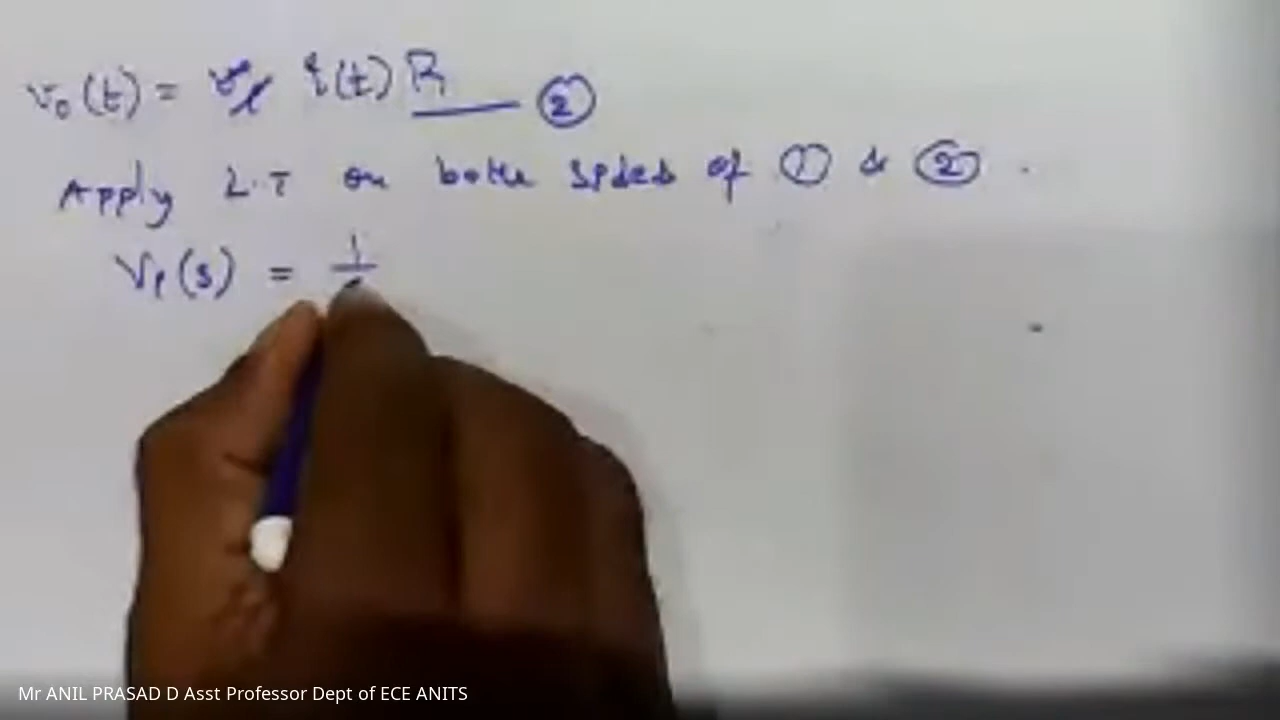 v₀(t) = i(t) R ②
Apply L.T on both sides of ① & ② .
Vi(s) = 1/
Mr ANIL PRASAD D Asst Professor Dept of ECE ANITS